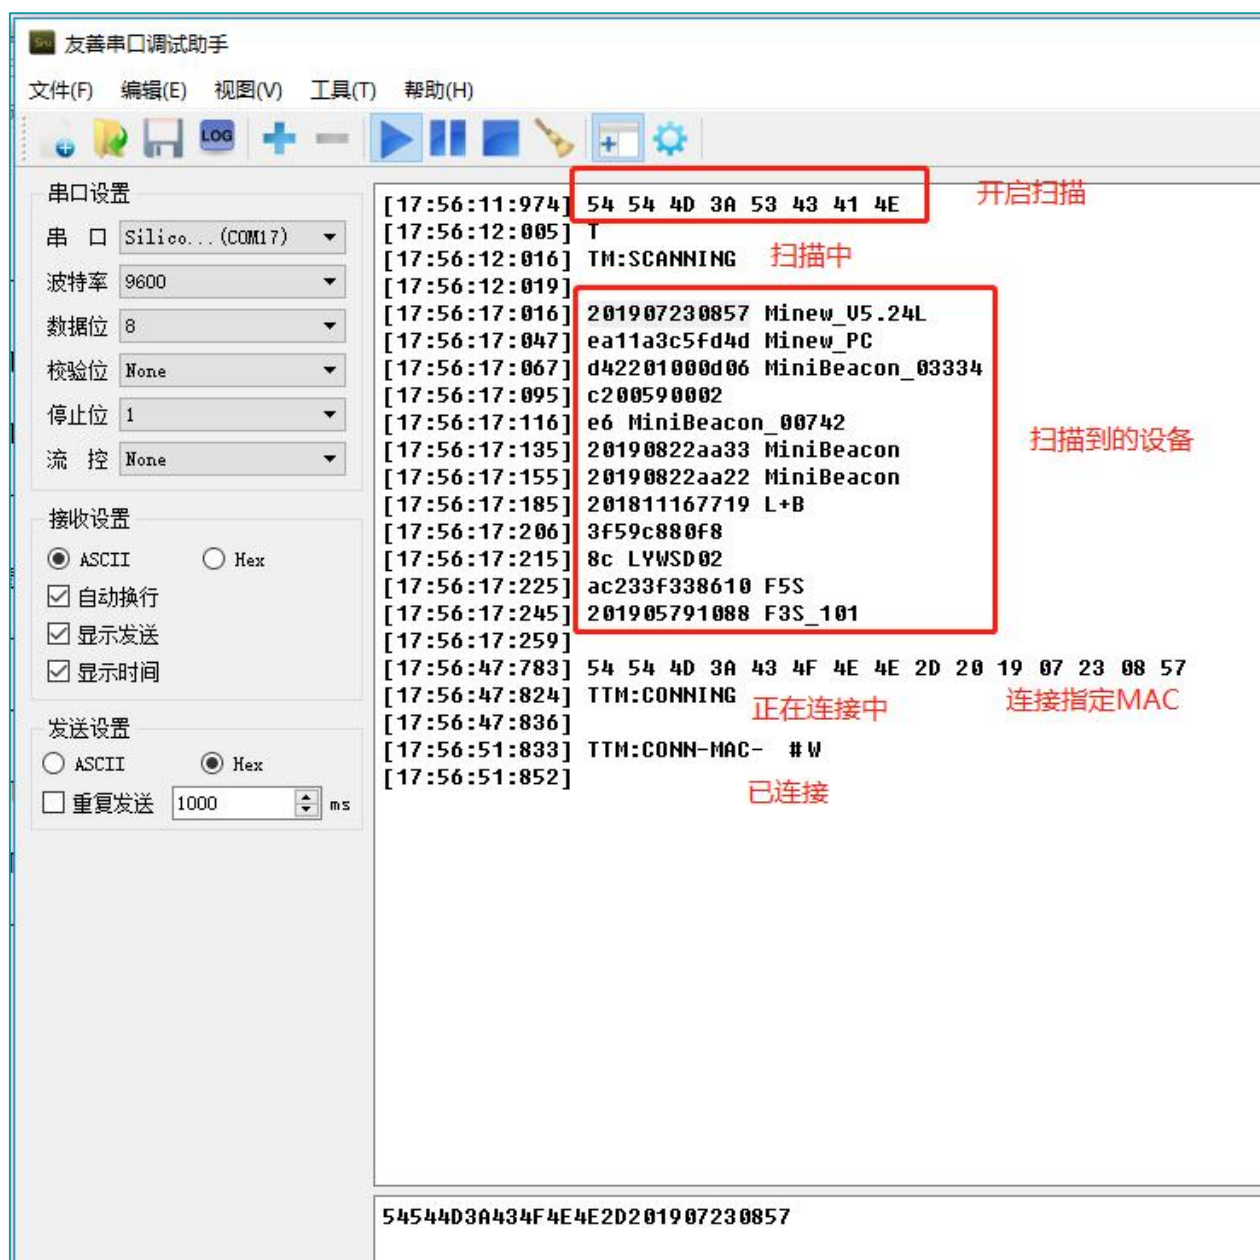 友善串口调试助手
文件(F) 编辑(E) 视图(V) 工具(T) 帮助(H)
LOG
串口设置
串 口 Silico...(COM17)
波特率 9600
数据位 8
校验位 None
停止位 1
流 控 None
接收设置
ASCII Hex
自动换行
显示发送
显示时间
发送设置
ASCII Hex
重复发送 1000 ms
[17:56:11:974] 54 54 4D 3A 53 43 41 4E 开启扫描
[17:56:12:005] T
[17:56:12:016] TM:SCANNING 扫描中
[17:56:12:019]
[17:56:17:016] 201907230857 Minew_V5.24L
[17:56:17:047] ea11a3c5fd4d Minew_PC
[17:56:17:067] d42201000d06 MiniBeacon_03334
[17:56:17:095] c200590002
[17:56:17:116] e6 MiniBeacon_00742
扫描到的设备
[17:56:17:135] 20190822aa33 MiniBeacon
[17:56:17:155] 20190822aa22 MiniBeacon
[17:56:17:185] 201811167719 L+B
[17:56:17:206] 3f59c880f8
[17:56:17:215] 8c LYWSD02
[17:56:17:225] ac233f338610 F5S
[17:56:17:245] 201905791088 F3S_101
[17:56:17:259]
[17:56:47:783] 54 54 4D 3A 43 4F 4E 4E 2D 20 19 07 23 08 57
[17:56:47:824] TTM:CONNING 正在连接中 连接指定MAC
[17:56:47:836]
[17:56:51:833] TTM:CONN-MAC- #W
[17:56:51:852]
已连接
54544D3A434F4E4E2D201907230857